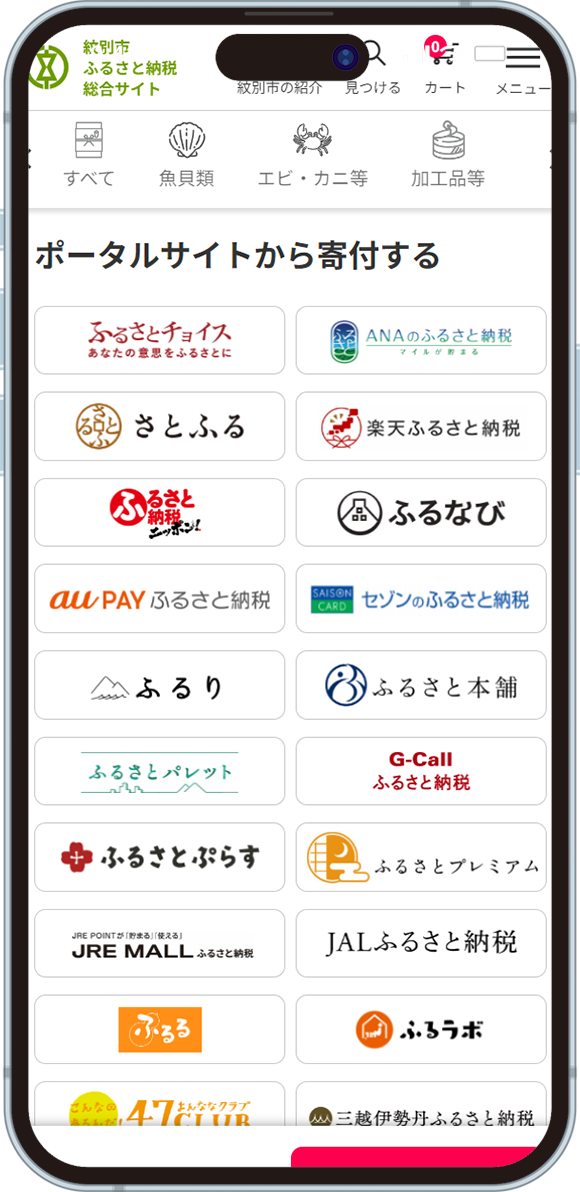 紋別市
ふるさと納税
総合サイト
0
紋別市の紹介
見つける
カート
メニュー
すべて
魚貝類
エビ・カニ等
加工品等
ポータルサイトから寄付する
ふるさとチョイス
あなたの意思をふるさとに
ふるさと
ANAのふるさと納税
マイルが貯まる
さとふる
さとふる
楽天ふるさと納税
ふるさと
納税
ニッポン!
ふるなび
au PAY ふるさと納税
SAISON
CARD
セゾンのふるさと納税
ふるり
ふるさと本舗
ふるさとパレット
G-Call
ふるさと納税
ふるさとぷらす
ふるさとプレミアム
JRE POINTが「貯まる」「使える」
JRE MALL ふるさと納税
JALふるさと納税
ふるる
ふるラボ
こんなの
47
よんななクラブ
CLUB
三越伊勢丹ふるさと納税